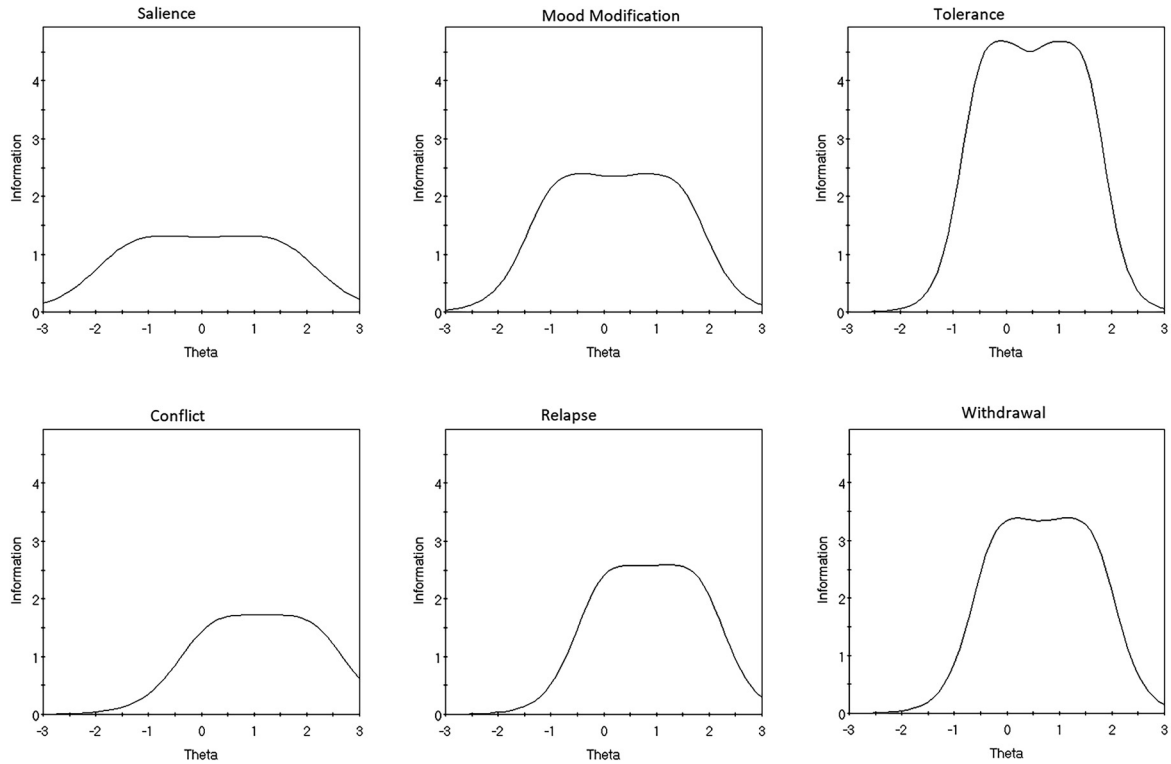 Salience
Mood Modification
Tolerance
4
3
2
1
0
Information
-3 -2 -1 0 1 2 3
Theta
4
3
2
1
0
Information
-3 -2 -1 0 1 2 3
Theta
4
3
2
1
0
Information
-3 -2 -1 0 1 2 3
Theta
Conflict
Relapse
Withdrawal
4
3
2
1
0
Information
-3 -2 -1 0 1 2 3
Theta
4
3
2
1
0
Information
-3 -2 -1 0 1 2 3
Theta
4
3
2
1
0
Information
-3 -2 -1 0 1 2 3
Theta